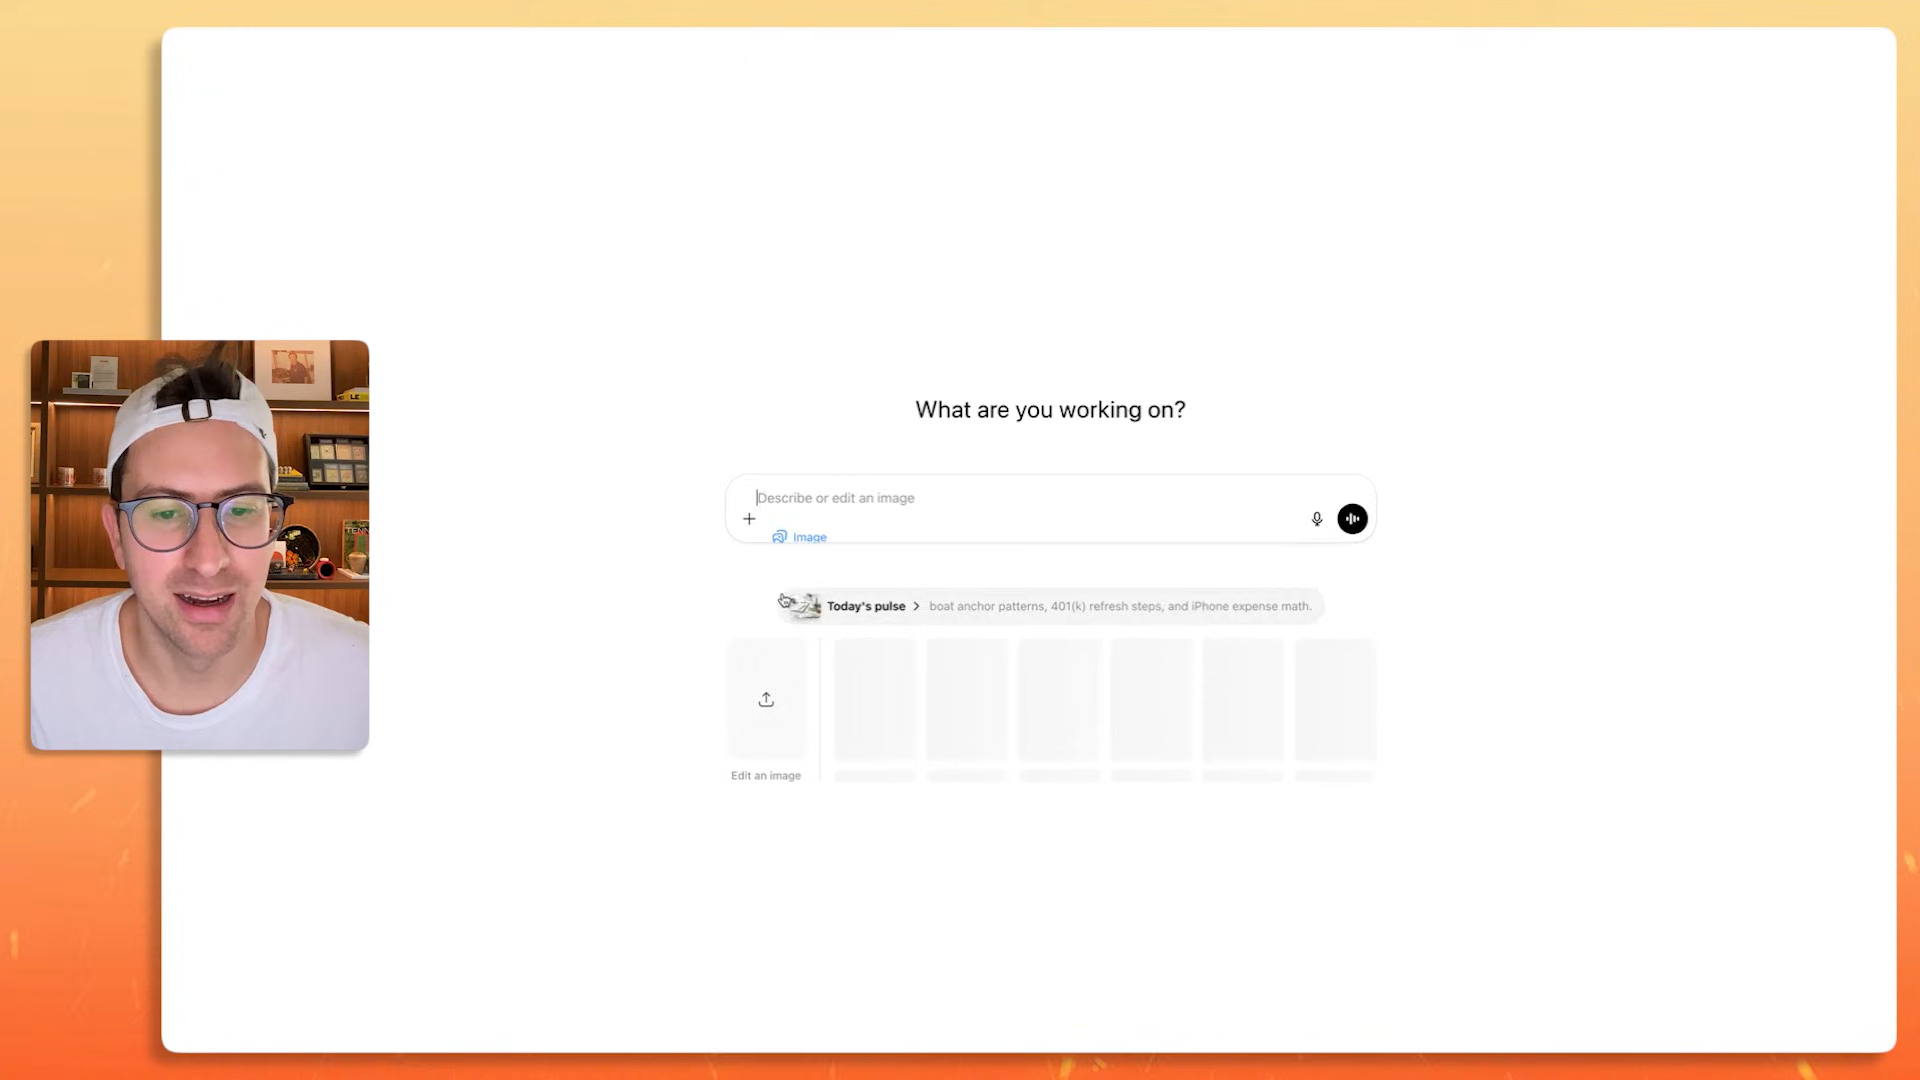 What are you working on?
Describe or edit an image
Image
Today's pulse
boat anchor patterns, 401(k) refresh steps, and iPhone expense math.
Edit an image